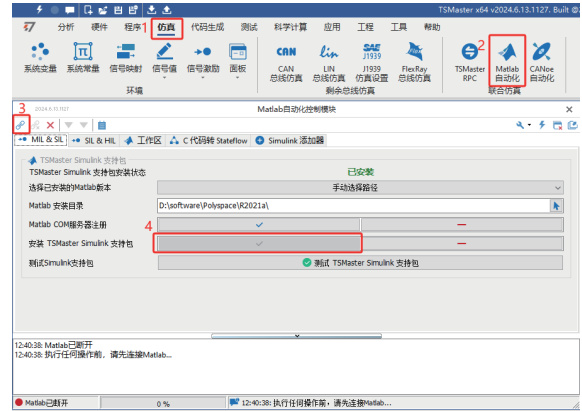 TSMaster x64 v2024.6.13.1127. Built @
分析 硬件 程序 1 仿真 代码生成 测试 科学计算 应用 工程 工具 帮助
2
系统变量 系统常量 信号映射 信号值 信号激励 面板 CAN 总线仿真 LIN 总线仿真 J1939 仿真设置 FlexRay 总线仿真 TSMaster RPC Matlab 自动化 CANoe 自动化
环境 剩余总线仿真 联合仿真
3 2024.6.13.1127 Matlab自动化控制模块
MIL & SIL SIL & HIL 工作区 C 代码转 Stateflow Simulink 添加器
TSMaster Simulink 支持包
TSMaster Simulink 支持包安装状态 已安装
选择已安装的Matlab版本 手动选择路径
Matlab 安装目录 D:\software\Polyspace\R2021a\
Matlab COM服务器注册
4
安装 TSMaster Simulink 支持包
测试Simulink支持包 测试 TSMaster Simulink 支持包
12:40:38: Matlab已断开
12:40:38: 执行任何操作前，请先连接Matlab...
Matlab已断开 0 % 12:40:38: 执行任何操作前，请先连接Matlab...